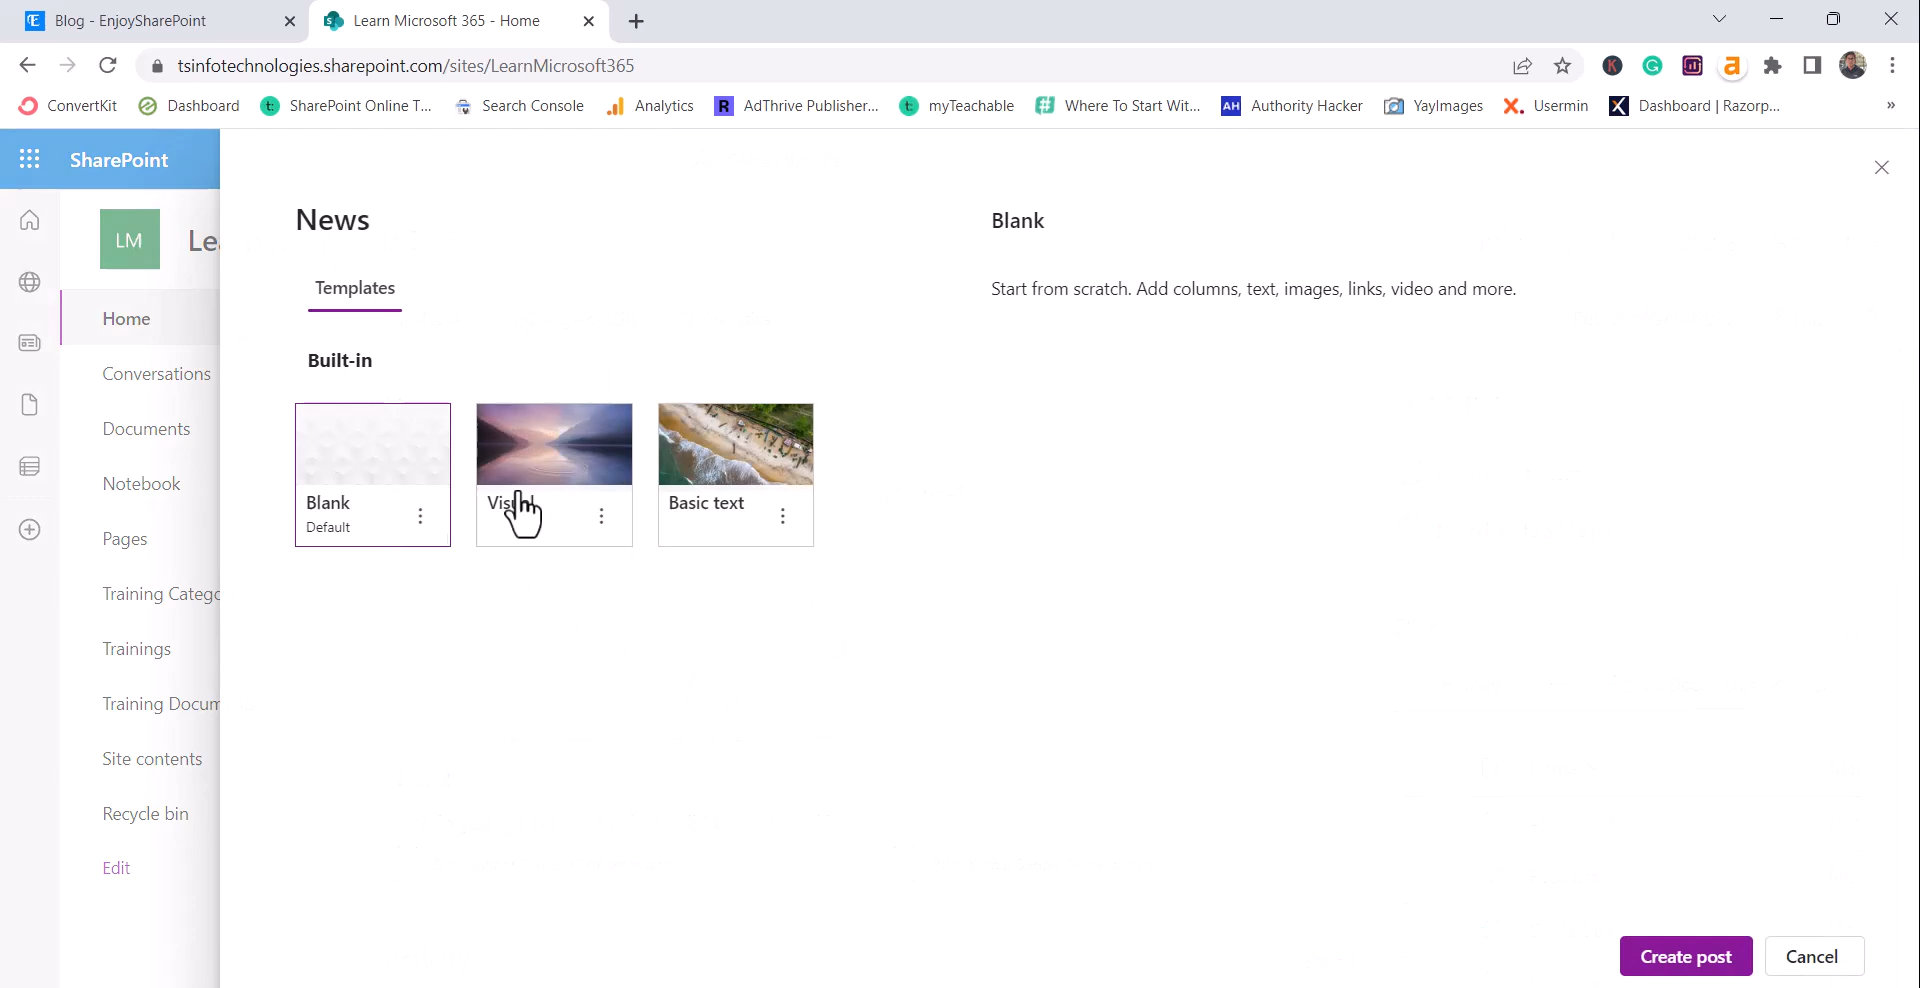 Blog - EnjoySharePoint
Learn Microsoft 365 - Home
tsinfotechnologies.sharepoint.com/sites/LearnMicrosoft365
ConvertKit
Dashboard
SharePoint Online T...
Search Console
Analytics
R
AdThrive Publisher...
myTeachable
Where To Start Wit...
AH
Authority Hacker
YayImages
Usermin
Dashboard | Razorp...
SharePoint
LM
Le
Home
Conversations
Documents
Notebook
Pages
Training Catego
Trainings
Training Docum
Site contents
Recycle bin
Edit
News
Templates
Built-in
Blank
Default
Basic text
Blank
Start from scratch. Add columns, text, images, links, video and more.
Create post
Cancel